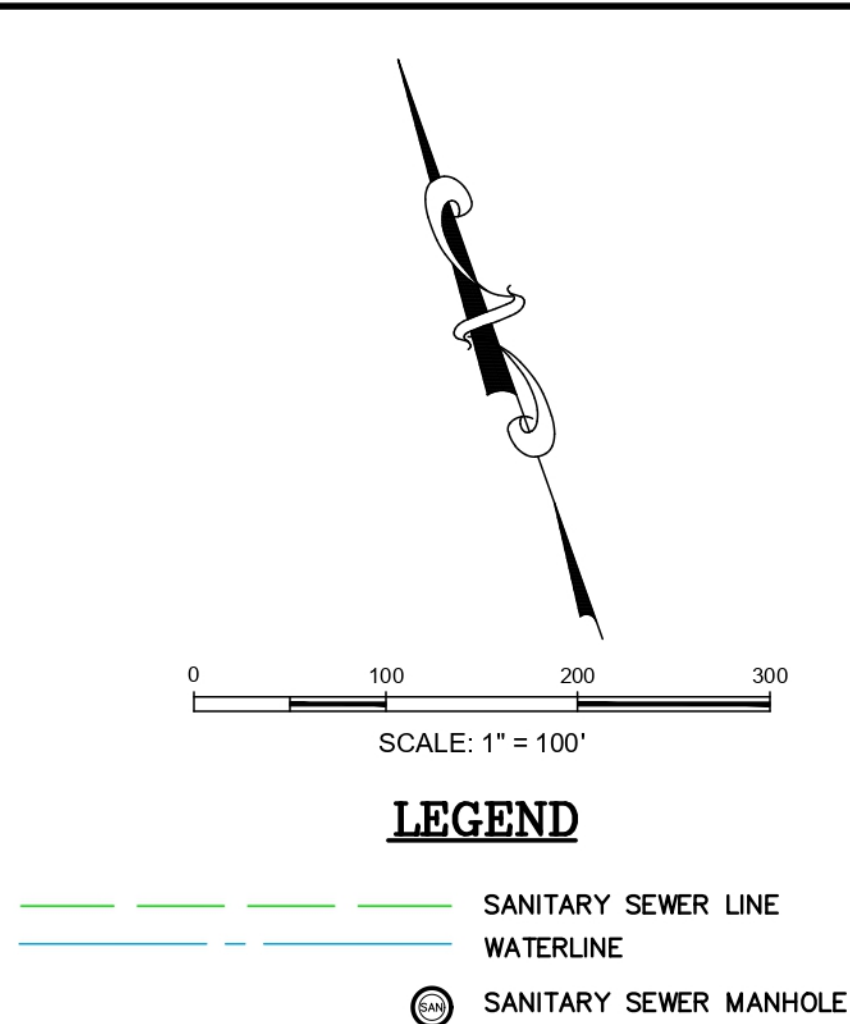 0 100 200 300
SCALE: 1" = 100'
LEGEND
SANITARY SEWER LINE
WATERLINE
SAN SANITARY SEWER MANHOLE